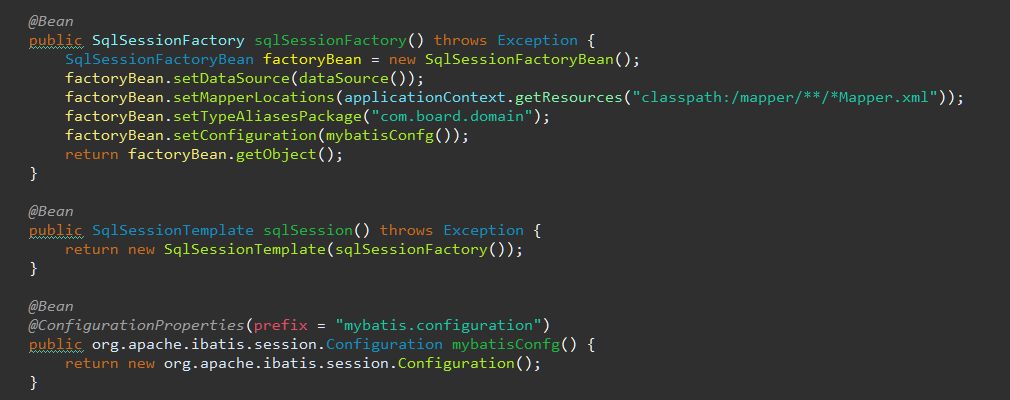 @Bean
public SqlSessionFactory sqlSessionFactory() throws Exception {
SqlSessionFactoryBean factoryBean = new SqlSessionFactoryBean();
factoryBean.setDataSource(dataSource());
factoryBean.setMapperLocations(applicationContext.getResources("classpath:/mapper/**/*Mapper.xml"));
factoryBean.setTypeAliasesPackage("com.board.domain");
factoryBean.setConfiguration(mybatisConfg());
return factoryBean.getObject();
}
@Bean
public SqlSessionTemplate sqlSession() throws Exception {
return new SqlSessionTemplate(sqlSessionFactory());
}
@Bean
@ConfigurationProperties(prefix = "mybatis.configuration")
public org.apache.ibatis.session.Configuration mybatisConfg() {
return new org.apache.ibatis.session.Configuration();
}